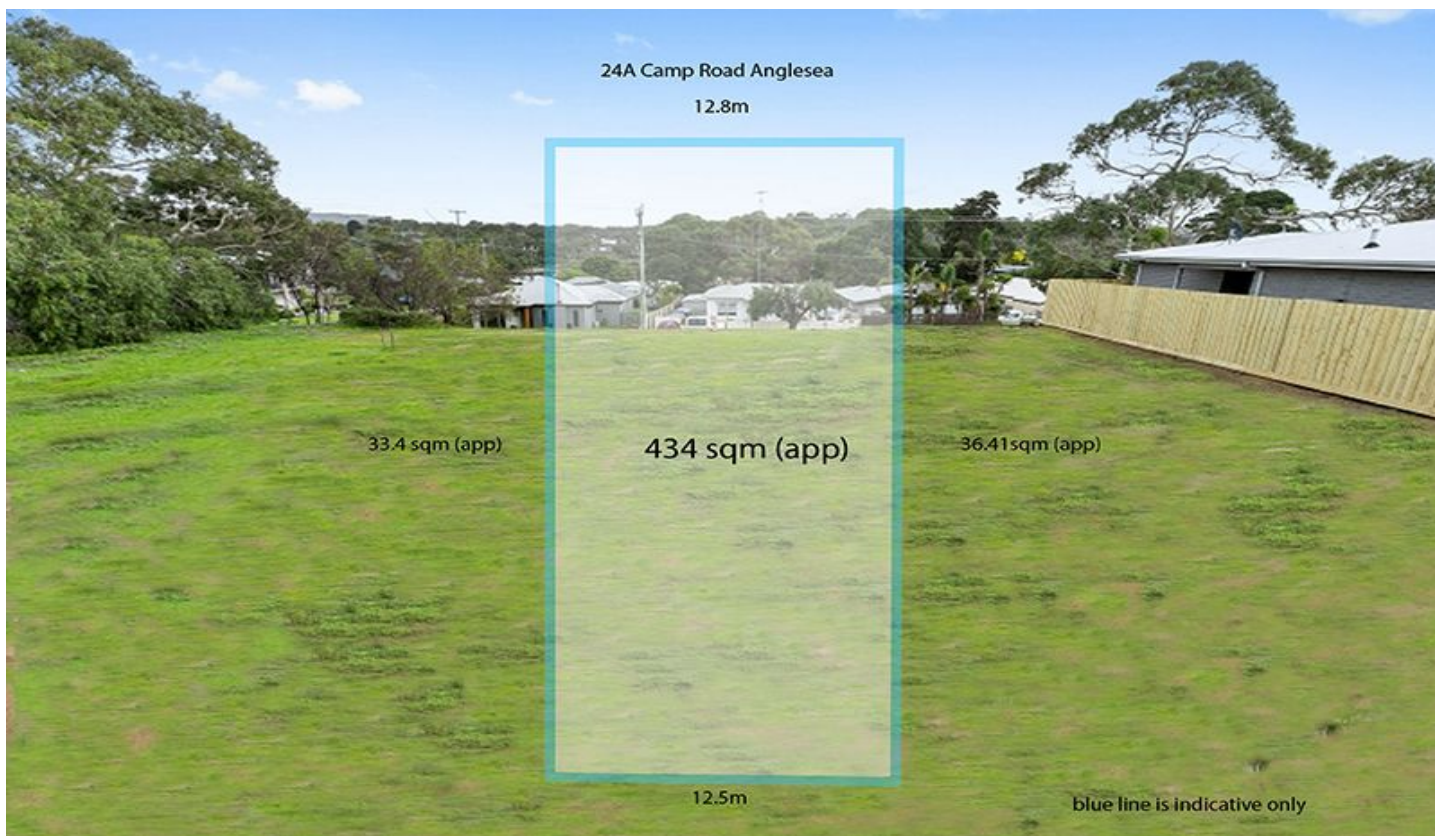 24A Camp Road Anglesea
12.8m
33.4 sqm (app)
434 sqm (app)
36.41sqm (app)
12.5m
blue line is indicative only